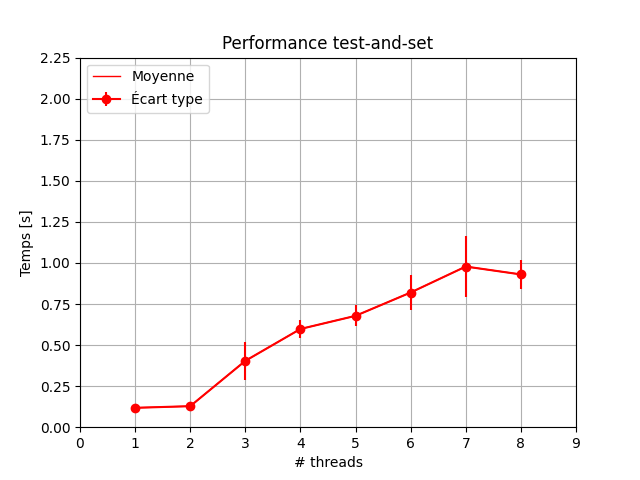 Performance test-and-set
Moyenne
Écart type
2.25
2.00
1.75
1.50
1.25
1.00
0.75
0.50
0.25
0.00
Temps [s]
0 1 2 3 4 5 6 7 8 9
# threads